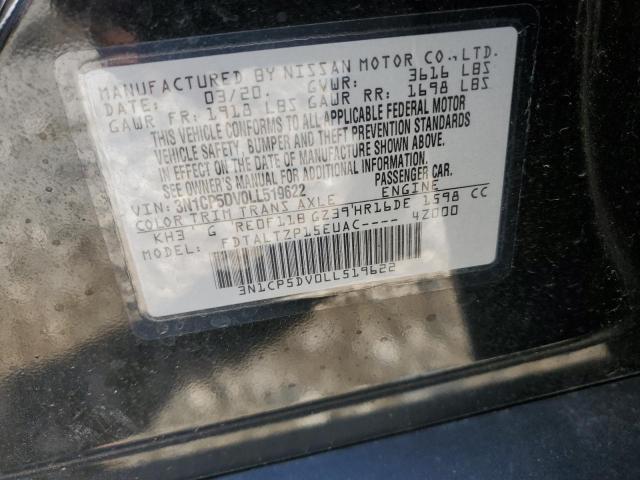 MANUFACTURED BY NISSAN MOTOR CO., LTD.
DATE: 03/20. GVWR: 3616 LBS
GAWR FR: 1918 LBS GAWR RR: 1698 LBS
THIS VEHICLE CONFORMS TO ALL APPLICABLE FEDERAL MOTOR
VEHICLE SAFETY, BUMPER AND THEFT PREVENTION STANDARDS
IN EFFECT ON THE DATE OF MANUFACTURE SHOWN ABOVE.
SEE OWNER'S MANUAL FOR ADDITIONAL INFORMATION.
VIN: 3N1CP5DV0LL519622 PASSENGER CAR.
COLOR TRIM TRANS AXLE ENGINE
KH3 G RE0F11B GZ39 HR16DE 1598 CC
MODEL: FDTALTZP15EUAC---- 4Z000
3N1CP5DV0LL519622